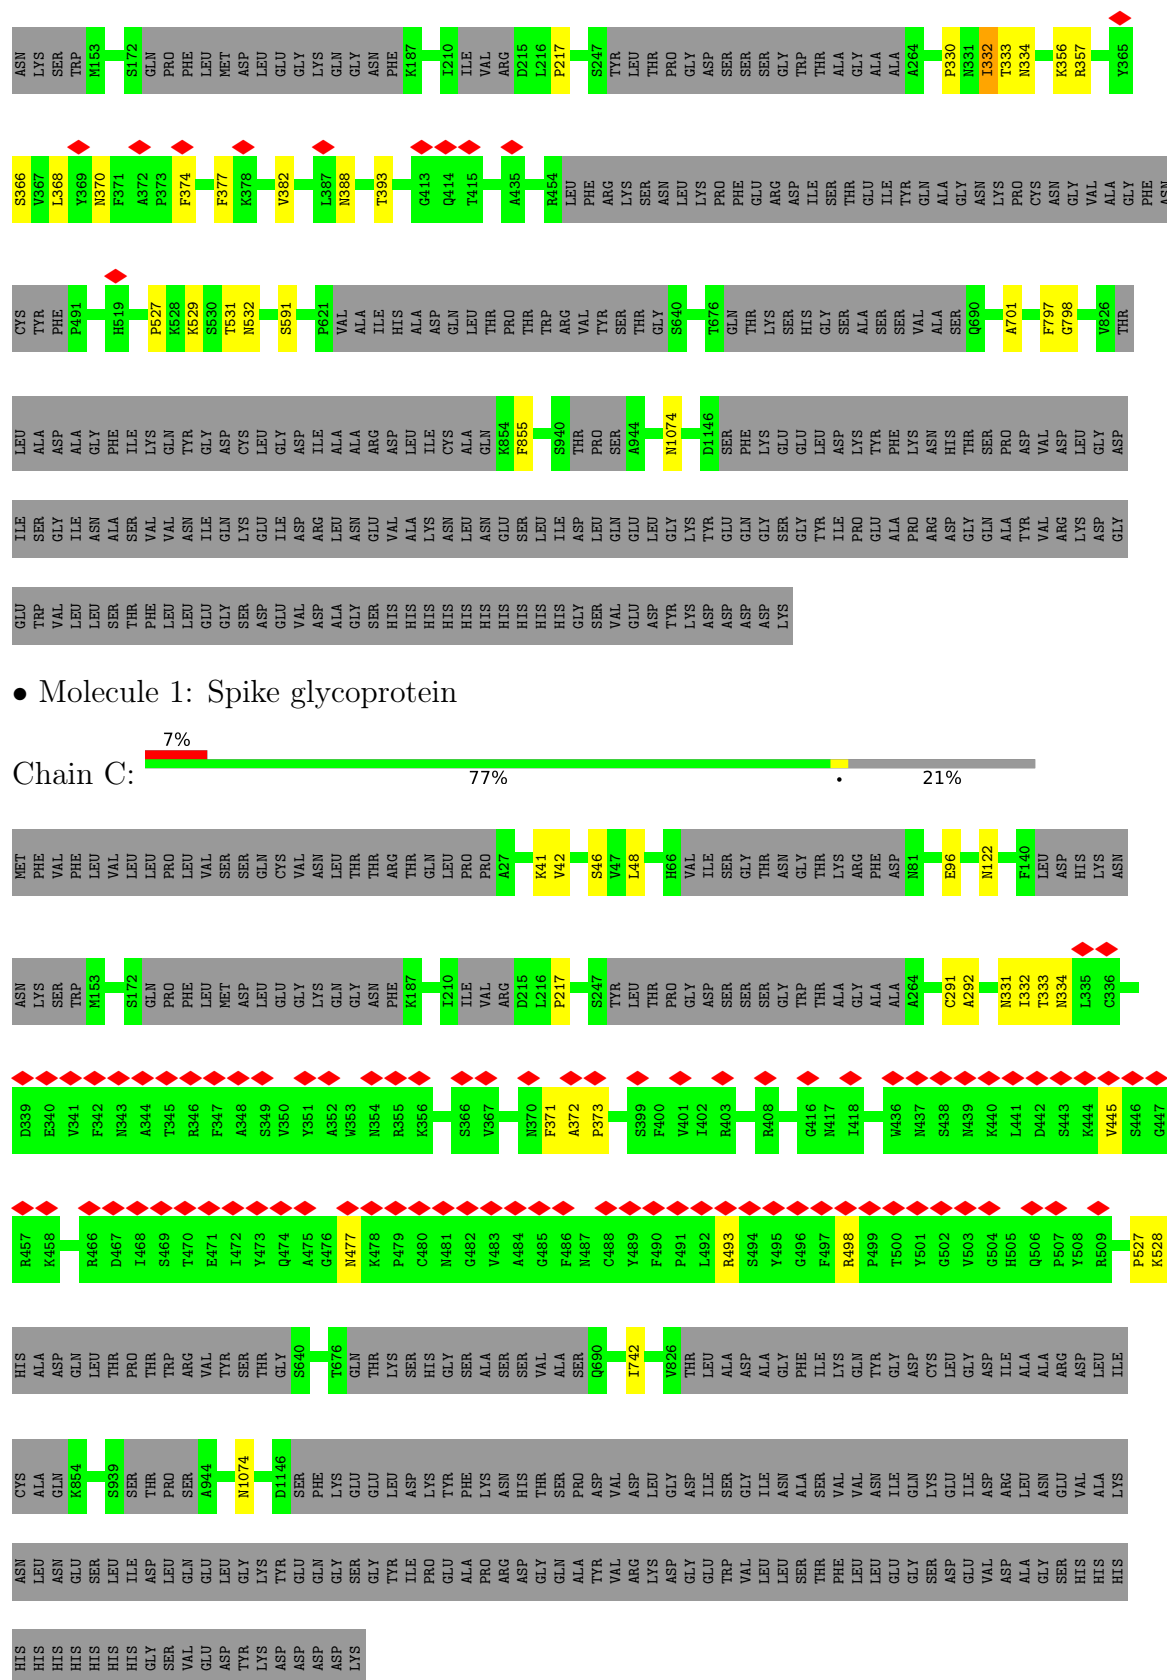 ASN LYS SER TRP M153 S172 GLN PRO PHE LEU MET ASP LEU GLU GLY LYS GLN GLY ASN PHE K187 I210 ILE VAL ARG D215 L216 P217 S247 TYR LEU THR PRO GLY ASP SER SER SER GLY TRP THR ALA GLY ALA ALA A264 P330 N331 I332 T333 N334 K356 R357 Y365
S366 V367 L368 Y369 N370 F371 A372 P373 F374 F377 K378 V382 L387 N388 T393 G413 Q414 T415 A435 R454 LEU PHE ARG LYS SER ASN LEU LYS PRO PHE GLU ARG ASP ILE SER THR GLU ILE TYR GLN ALA GLY ASN LYS PRO CYS ASN GLY VAL ALA GLY PHE ASN
CYS TYR PHE P491 H519 P527 K528 K529 S530 T531 N532 S591 P621 VAL ALA ILE HIS ALA ASP GLN LEU THR PRO THR TRP ARG VAL TYR SER THR GLY S640 T676 GLN THR LYS SER HIS GLY SER ALA SER SER VAL ALA SER Q690 A701 F797 G798 V826 THR
LEU ALA ASP ALA GLY PHE ILE LYS GLN TYR GLY ASP CYS LEU GLY ASP ILE ALA ALA ARG ASP LEU ILE CYS ALA GLN K854 F855 S940 THR PRO SER A944 N1074 D1146 SER PHE LYS GLU GLU LEU ASP LYS TYR PHE LYS ASN HIS THR SER PRO ASP VAL ASP LEU GLY ASP
ILE SER GLY ILE ASN ALA SER VAL VAL ASN ILE GLN LYS GLU ILE ASP ARG LEU ASN GLU VAL ALA LYS ASN LEU ASN GLU SER LEU ILE ASP LEU GLN GLU LEU GLY LYS TYR GLU GLN GLY SER GLY TYR ILE PRO GLU ALA PRO ARG ASP GLY GLN ALA TYR VAL ARG LYS ASP GLY
GLU TRP VAL LEU LEU SER THR PHE LEU LEU GLU GLY SER ASP GLU VAL ASP ALA GLY SER HIS HIS HIS HIS HIS HIS HIS HIS GLY SER VAL GLU ASP TYR LYS ASP ASP ASP ASP LYS
• Molecule 1: Spike glycoprotein
7%
Chain C:
77% • 21%
MET PHE VAL PHE LEU VAL LEU LEU PRO LEU VAL SER SER GLN CYS VAL ASN LEU THR THR ARG THR GLN LEU PRO PRO A27 K41 V42 S46 V47 L48 H66 VAL ILE SER GLY THR ASN GLY THR LYS ARG PHE ASP N81 E96 N122 F140 LEU ASP HIS LYS ASN
ASN LYS SER TRP M153 S172 GLN PRO PHE LEU MET ASP LEU GLU GLY LYS GLN GLY ASN PHE K187 I210 ILE VAL ARG D215 L216 P217 S247 TYR LEU THR PRO GLY ASP SER SER SER GLY TRP THR ALA GLY ALA ALA A264 C291 A292 N331 I332 T333 N334 L335 C336
D339 E340 V341 F342 N343 A344 T345 R346 F347 A348 S349 V350 Y351 A352 W353 N354 R355 K356 S366 V367 N370 F371 A372 P373 S399 F400 V401 I402 R403 R408 G416 N417 I418 W436 N437 S438 N439 K440 L441 D442 S443 K444 V445 S446 G447
R457 K458 R466 D467 I468 S469 T470 E471 I472 Y473 Q474 A475 G476 N477 K478 P479 C480 N481 G482 V483 A484 G485 F486 N487 C488 Y489 F490 P491 L492 R493 S494 Y495 G496 F497 R498 P499 T500 Y501 G502 V503 G504 H505 Q506 P507 Y508 R509 P527 K528
HIS ALA ASP GLN LEU THR PRO THR TRP ARG VAL TYR SER THR GLY S640 T676 GLN THR LYS SER HIS GLY SER ALA SER SER VAL ALA SER Q690 I742 V826 THR LEU ALA ASP ALA GLY PHE ILE LYS GLN TYR GLY ASP CYS LEU GLY ASP ILE ALA ALA ARG ASP LEU ILE
CYS ALA GLN K854 S939 SER THR PRO SER A944 N1074 D1146 SER PHE LYS GLU GLU LEU ASP LYS TYR PHE LYS ASN HIS THR SER PRO ASP VAL ASP LEU GLY ASP ILE SER GLY ILE ASN ALA SER VAL VAL ASN ILE GLN LYS GLU ILE ASP ARG LEU ASN GLU VAL ALA LYS
ASN LEU ASN GLU SER LEU ILE ASP LEU GLN GLU LEU GLY LYS TYR GLU GLN GLY SER GLY TYR ILE PRO GLU ALA PRO ARG ASP GLY GLN ALA TYR VAL ARG LYS ASP GLY GLU TRP VAL LEU LEU SER THR PHE LEU LEU GLU GLY SER ASP GLU VAL ASP ALA GLY SER HIS HIS HIS
HIS HIS HIS HIS HIS HIS GLY SER VAL GLU ASP TYR LYS ASP ASP ASP ASP LYS